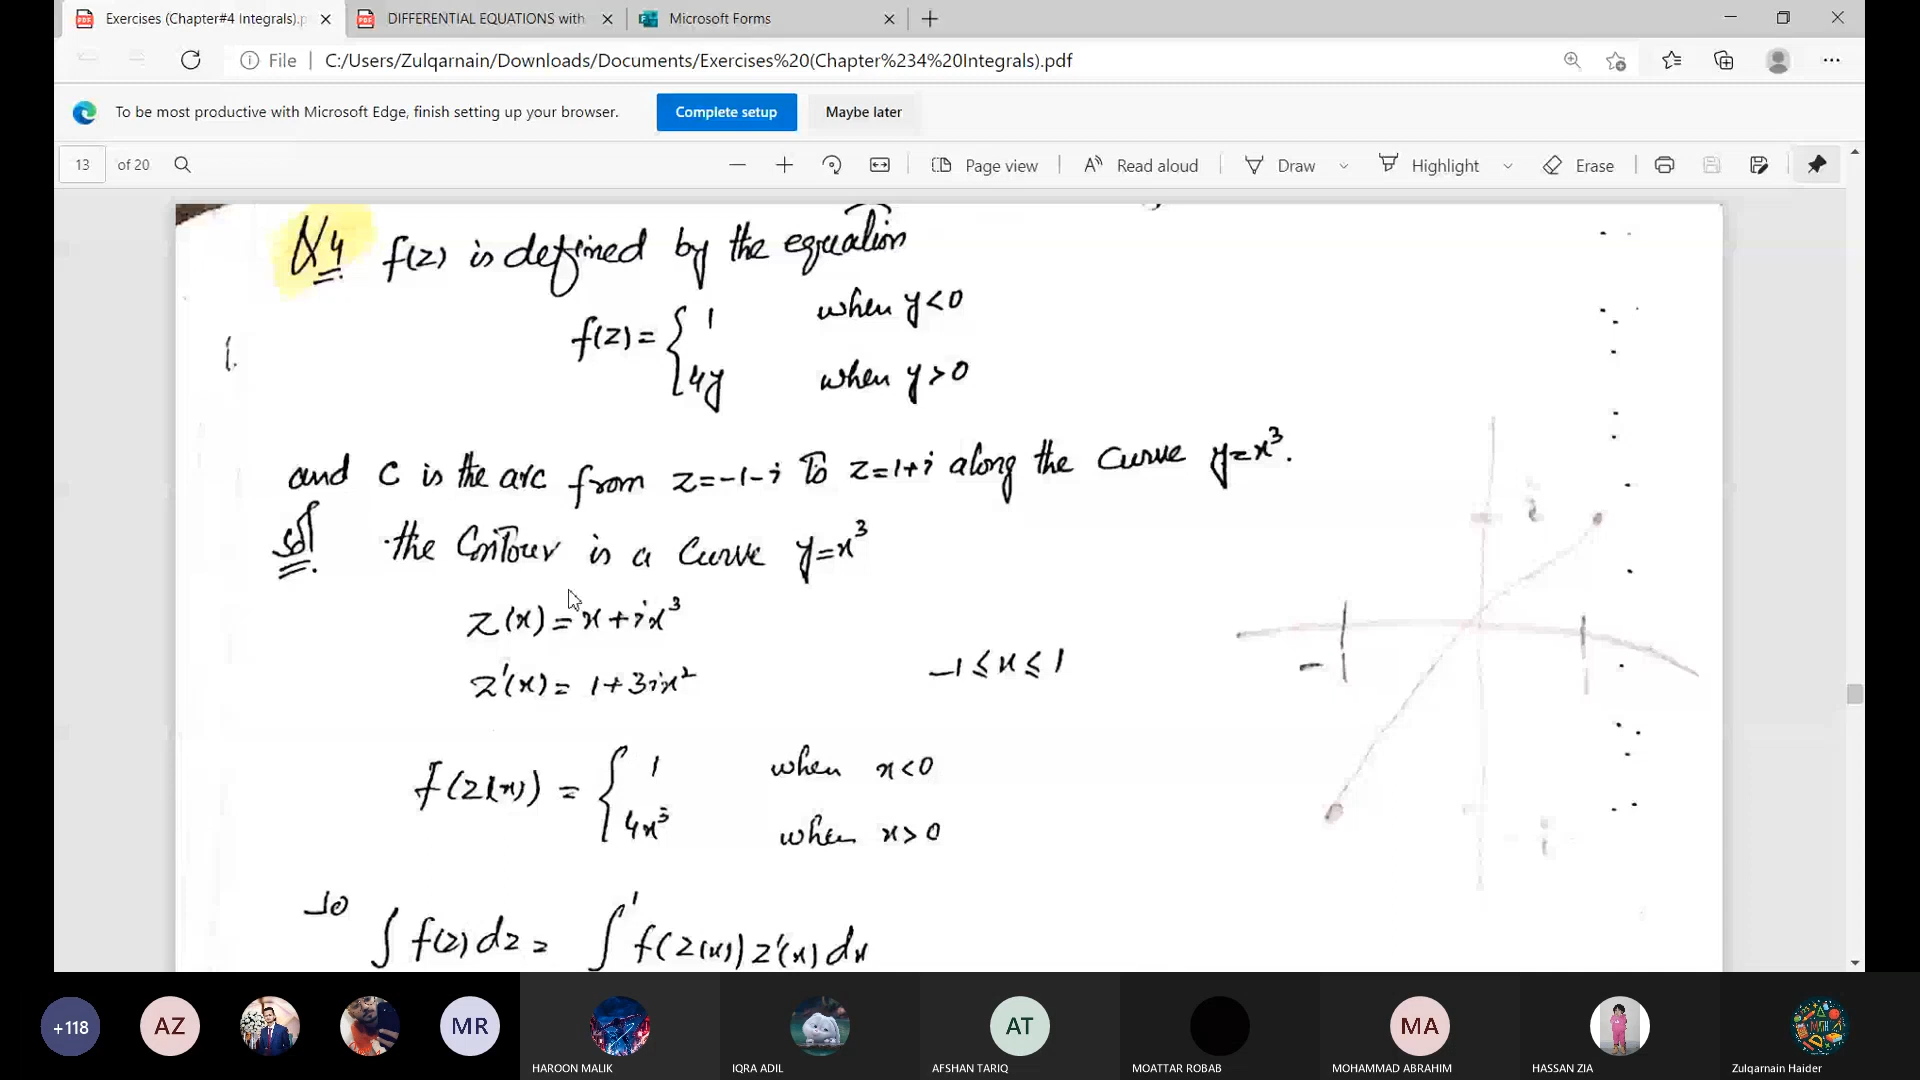 Exercises (Chapter#4 Integrals).p
DIFFERENTIAL EQUATIONS with
Microsoft Forms
File | C:/Users/Zulqarnain/Downloads/Documents/Exercises%20(Chapter%234%20Integrals).pdf
To be most productive with Microsoft Edge, finish setting up your browser.
Complete setup
Maybe later
13 of 20
Page view
Read aloud
Draw
Highlight
Erase
Q4 f(z) is defined by the equation
f(z) = { 1 when y<0
4y when y>0
and C is the arc from z=-1-i To z=1+i along the curve y=x³.
Sol the Contour is a Curve y=x³
z(x) = x+ix³
z'(x) = 1+3ix² -1≤x≤1
f(z(x)) = { 1 when x<0
4x³ when x>0
So ∫ f(z) dz = ∫¹ f(z(x)) z'(x) dx
i
-1
i
+118
AZ
MR
AT
MA
HAROON MALIK
IQRA ADIL
AFSHAN TARIQ
MOATTAR ROBAB
MOHAMMAD ABRAHIM
HASSAN ZIA
Zulqarnain Haider